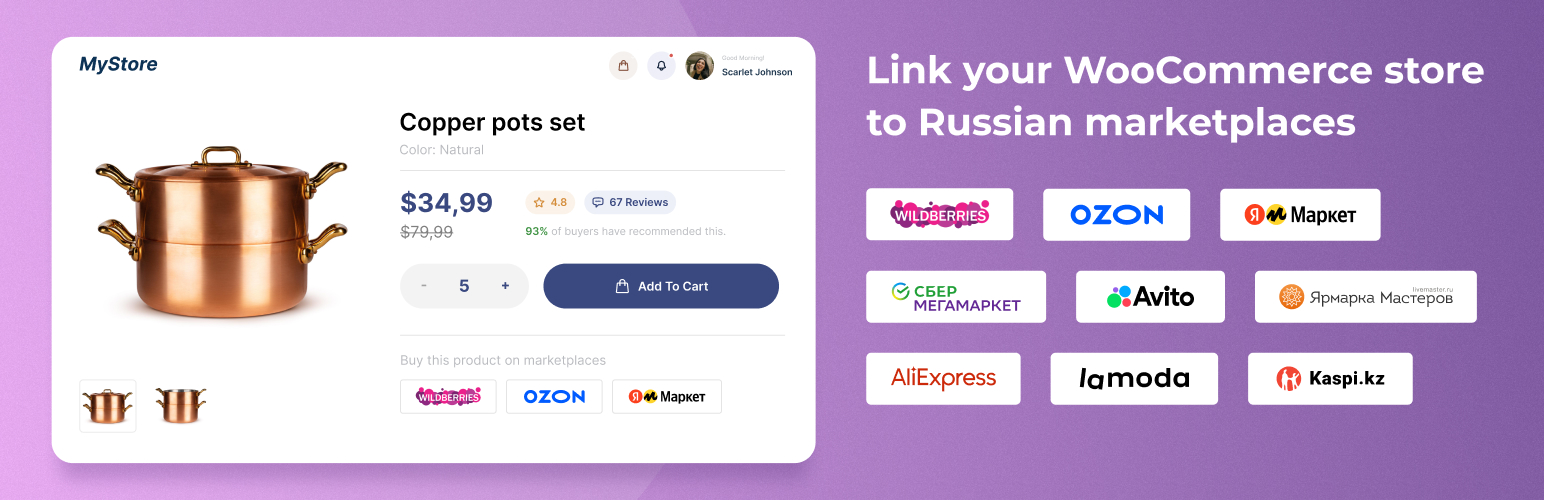 MyStore
Good Morning!
Scarlet Johnson
Copper pots set
Color: Natural
$34,99
4.8
67 Reviews
$79,99
93% of buyers have recommended this.
- 5 +
Add To Cart
Buy this product on marketplaces
WILDBERRIES
OZON
Я М Маркет
Link your WooCommerce store
to Russian marketplaces
WILDBERRIES
OZON
Я М Маркет
СБЕР
МЕГАМАРКЕТ
Avito
livemaster.ru
Ярмарка Мастеров
AliExpress
lamoda
Kaspi.kz